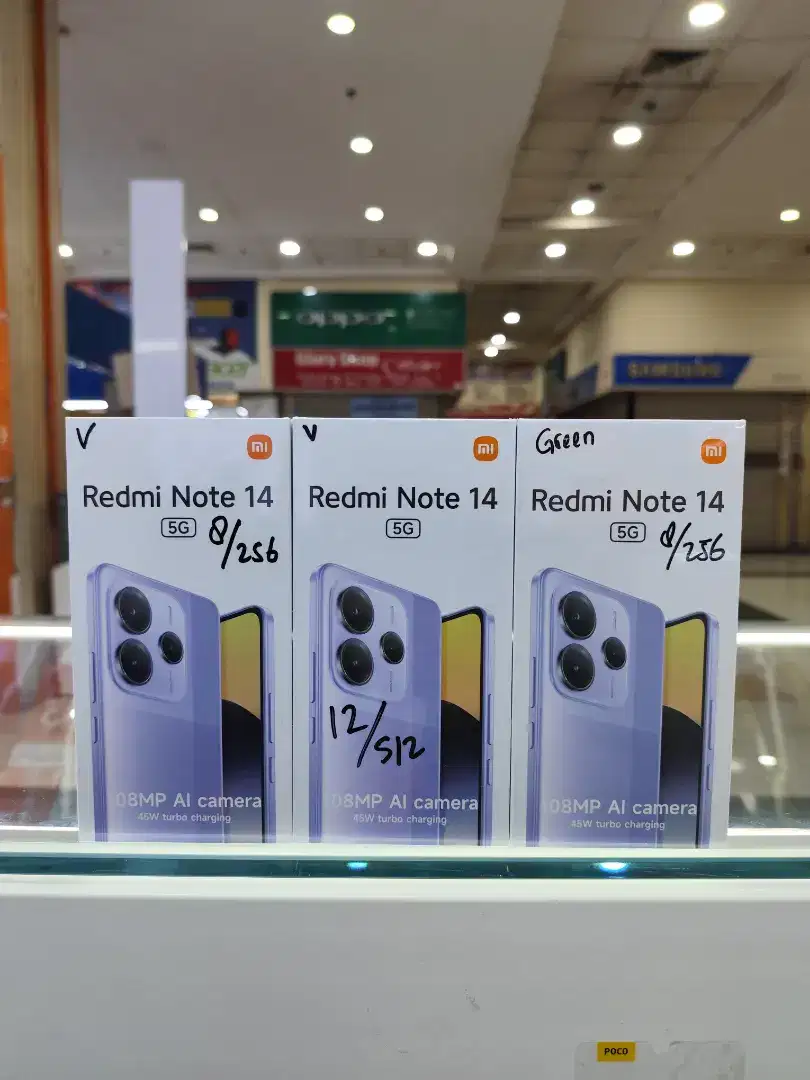 OPPO
SAMSUNG
V
mi
Redmi Note 14
5G
8/256
08MP AI camera
45W turbo charging
V
mi
Redmi Note 14
5G
12/512
08MP AI camera
45W turbo charging
Green
mi
Redmi Note 14
5G
8/256
08MP AI camera
45W turbo charging
POCO